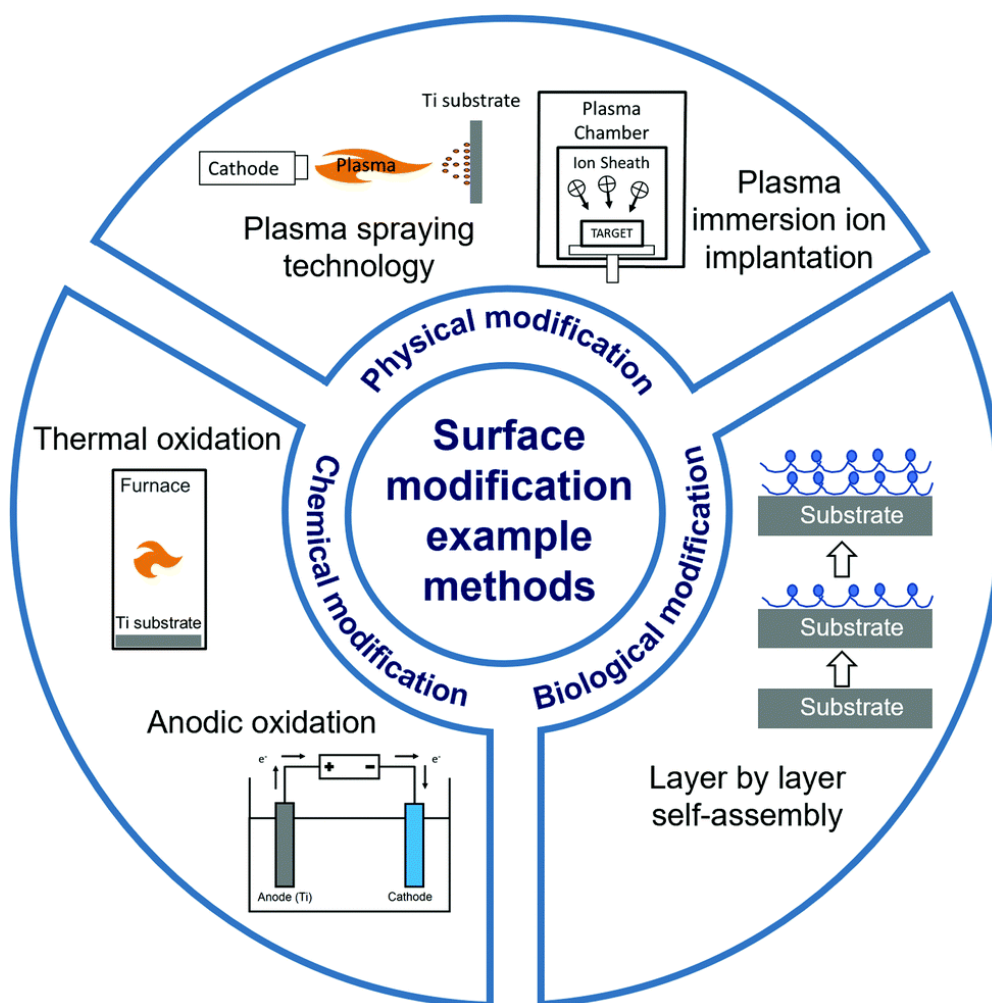 Ti substrate
Cathode
Plasma
Plasma spraying
technology
Plasma
Chamber
Ion Sheath
TARGET
Plasma
immersion ion
implantation
Physical modification
Surface
modification
example
methods
Chemical modification
Thermal oxidation
Furnace
Ti substrate
Anodic oxidation
e-
+
-
e-
Anode (Ti)
Cathode
Biological modification
Substrate
Substrate
Substrate
Layer by layer
self-assembly